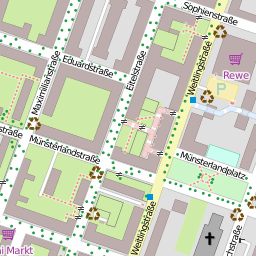 Sophienstraße
Weitlingstraße
Rewe
P
Eduardstraße
Eitelstraße
Maximilianstraße
Münsterlandstraße
Münsterlandplatz
Weitlingstraße
Markt